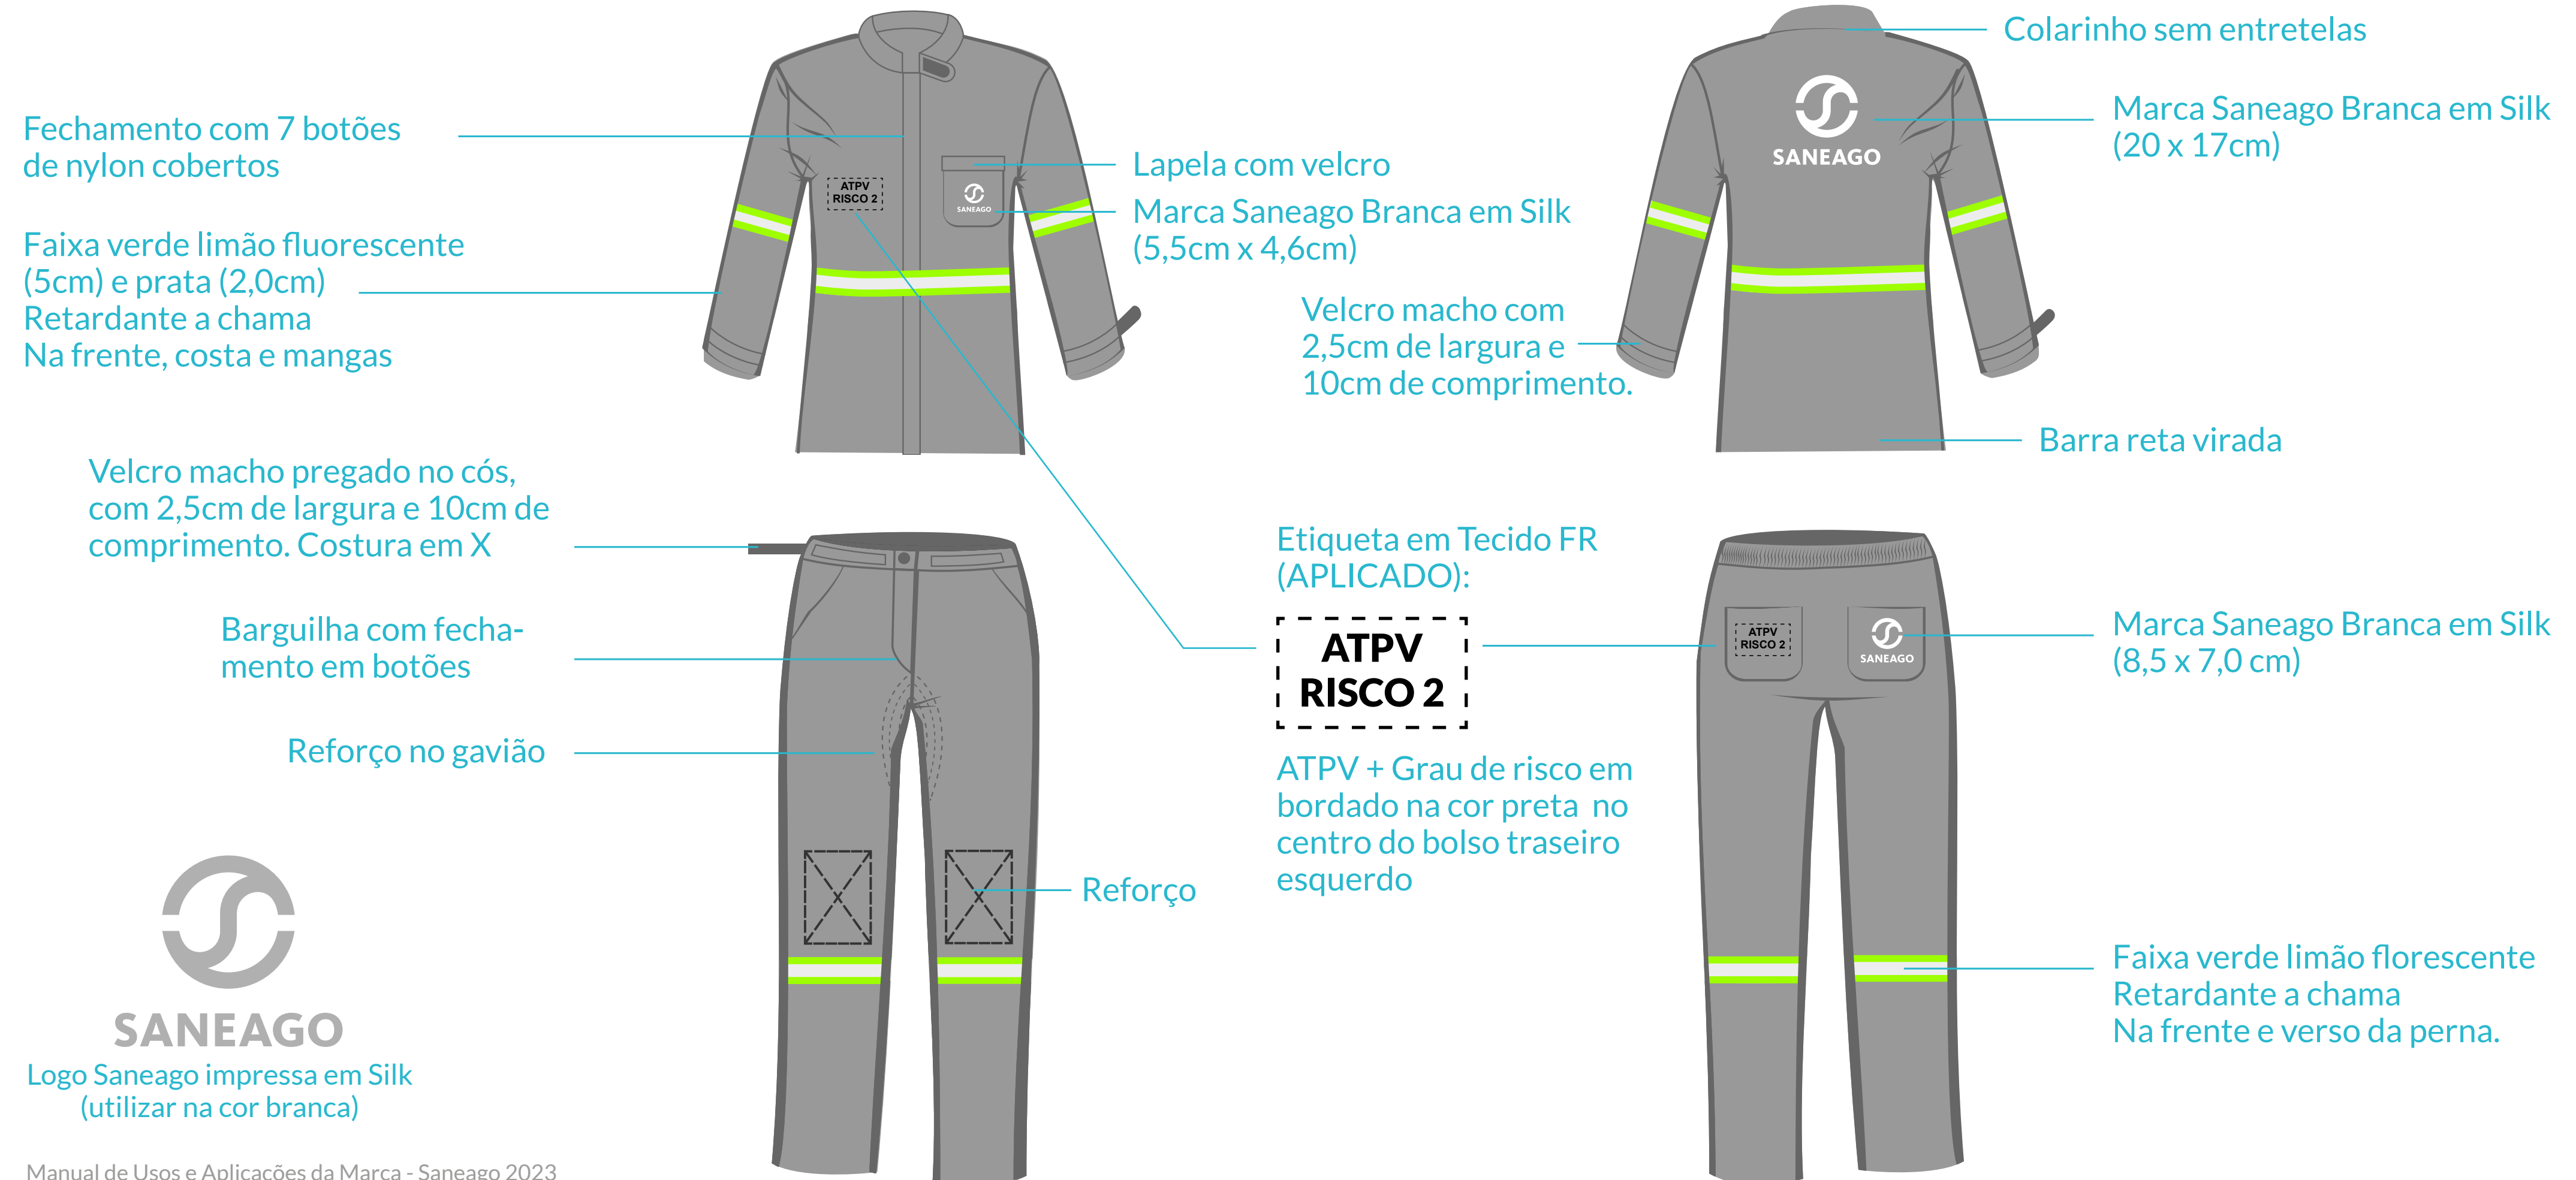 Colarinho sem entretelas
Marca Saneago Branca em Silk
(20 x 17cm)
SANEAGO
Fechamento com 7 botões
de nylon cobertos
Lapela com velcro
ATPV
RISCO 2
SANEAGO
Marca Saneago Branca em Silk
(5,5cm x 4,6cm)
Faixa verde limão fluorescente
(5cm) e prata (2,0cm)
Retardante a chama
Na frente, costa e mangas
Velcro macho com
2,5cm de largura e
10cm de comprimento.
Barra reta virada
Velcro macho pregado no cós,
com 2,5cm de largura e 10cm de
comprimento. Costura em X
Etiqueta em Tecido FR
(APLICADO):
ATPV
RISCO 2
Barguilha com fecha-
mento em botões
ATPV
RISCO 2
SANEAGO
Marca Saneago Branca em Silk
(8,5 x 7,0 cm)
Reforço no gavião
ATPV + Grau de risco em
bordado na cor preta  no
centro do bolso traseiro
esquerdo
Reforço
SANEAGO
Logo Saneago impressa em Silk
(utilizar na cor branca)
Faixa verde limão florescente
Retardante a chama
Na frente e verso da perna.
Manual de Usos e Aplicações da Marca - Saneago 2023